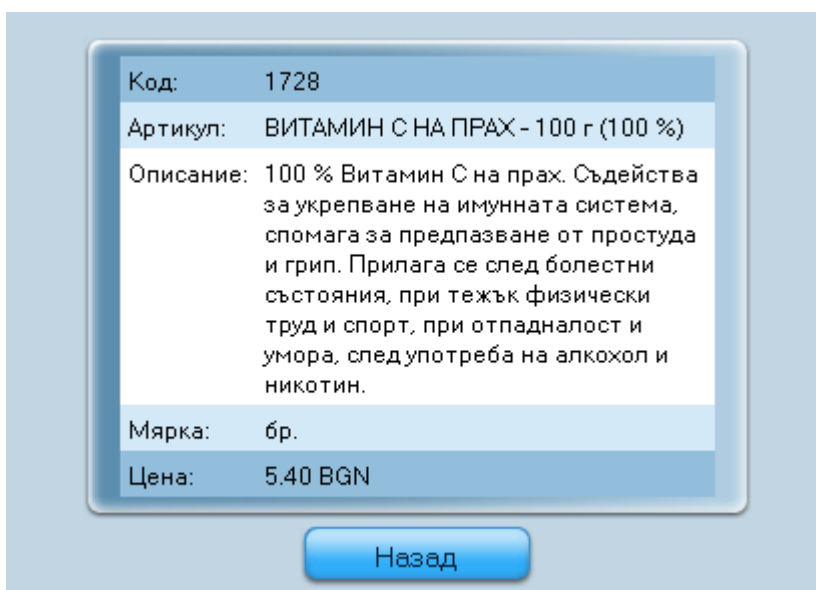 Код: 1728
Артикул: ВИТАМИН C НА ПРАХ - 100 г (100 %)
Описание: 100 % Витамин C на прах. Съдейства
за укрепване на имунната система,
спомага за предпазване от простуда
и грип. Прилага се след болестни
състояния, при тежък физически
труд и спорт, при отпадналост и
умора, след употреба на алкохол и
никотин.
Мярка: бр.
Цена: 5.40 BGN
Назад